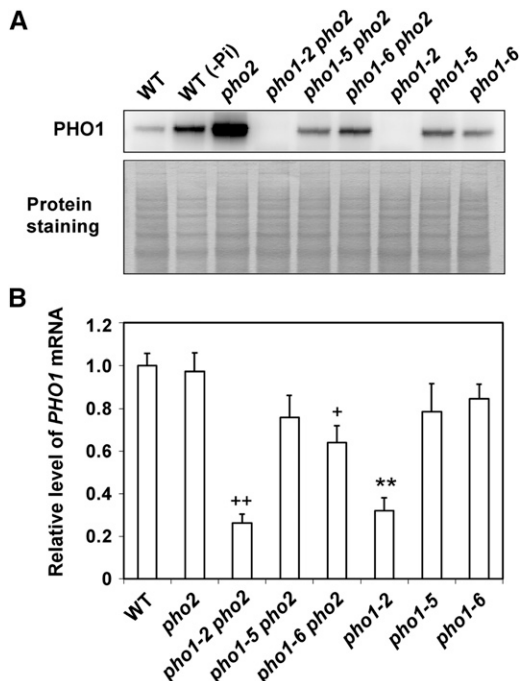 A
WT
WT (-Pi)
pho2
pho1-2 pho2
pho1-5 pho2
pho1-6 pho2
pho1-2
pho1-5
pho1-6
PHO1
Protein
staining
B
Relative level of PHO1 mRNA
1.2
1.0
0.8
0.6
0.4
0.2
0
++
+
**
WT
pho2
pho1-2 pho2
pho1-5 pho2
pho1-6 pho2
pho1-2
pho1-5
pho1-6